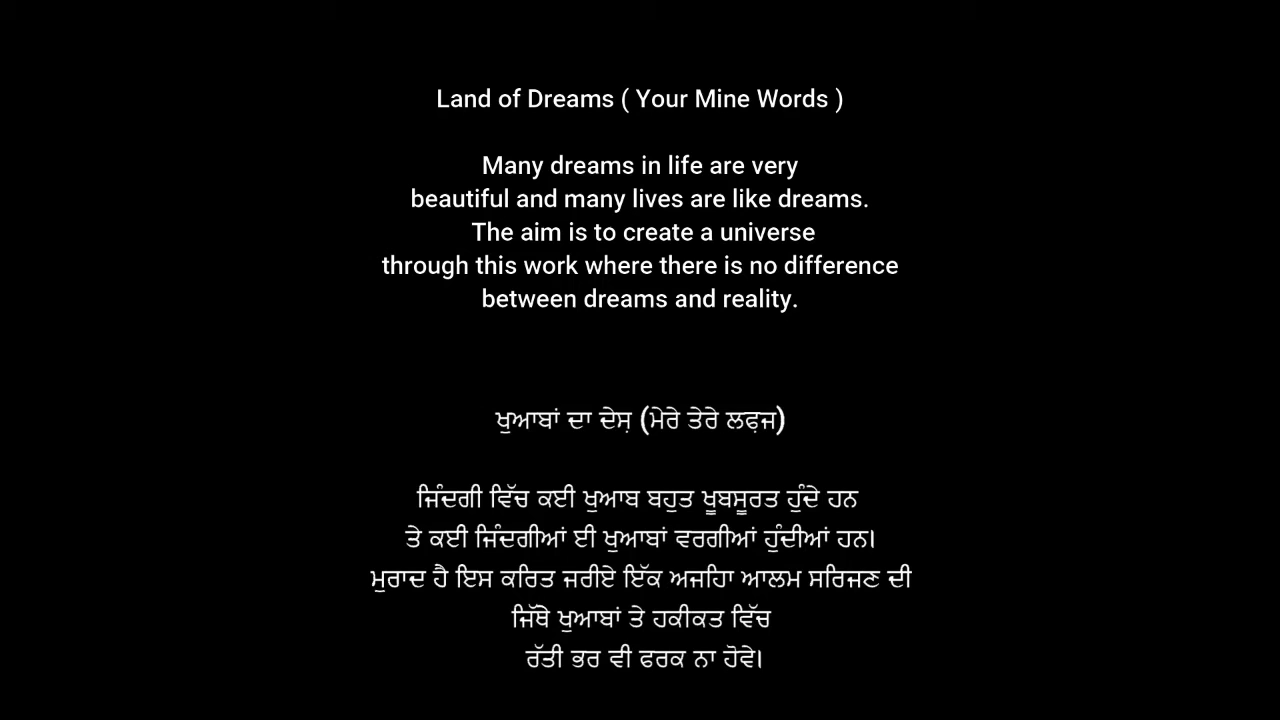 Land of Dreams ( Your Mine Words )
Many dreams in life are very
beautiful and many lives are like dreams.
The aim is to create a universe
through this work where there is no difference
between dreams and reality.
ਖੁਆਬਾਂ ਦਾ ਦੇਸ਼ (ਮੇਰੇ ਤੇਰੇ ਲਫ਼ਜ)
ਜਿੰਦਗੀ ਵਿੱਚ ਕਈ ਖੁਆਬ ਬਹੁਤ ਖੂਬਸੂਰਤ ਹੁੰਦੇ ਹਨ
ਤੇ ਕਈ ਜਿੰਦਗੀਆਂ ਈ ਖੁਆਬਾਂ ਵਰਗੀਆਂ ਹੁੰਦੀਆਂ ਹਨ।
ਮੁਰਾਦ ਹੈ ਇਸ ਕਰਿਤ ਜਰੀਏ ਇੱਕ ਅਜਹਿਾ ਆਲਮ ਸਰਿਜਣ ਦੀ
ਜਿੱਥੇ ਖੁਆਬਾਂ ਤੇ ਹਕੀਕਤ ਵਿੱਚ
ਰੱਤੀ ਭਰ ਵੀ ਫਰਕ ਨਾ ਹੋਵੇ।